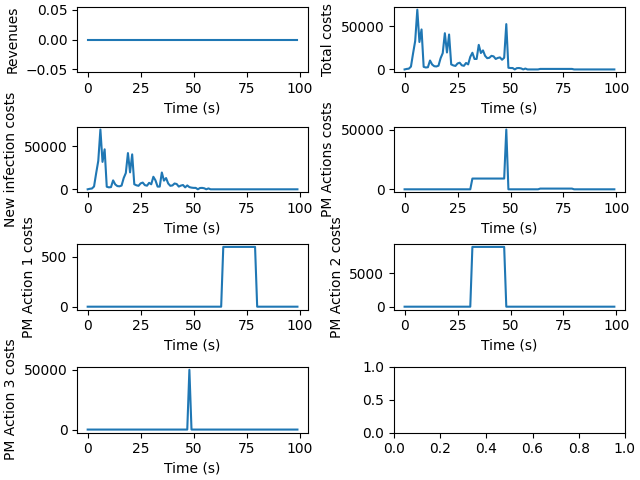 Revenues
0.05
0.00
−0.05
0 25 50 75 100
Time (s)
Total costs
50000
0
0 25 50 75 100
Time (s)
New infection costs
50000
0
0 25 50 75 100
Time (s)
PM Actions costs
50000
0
0 25 50 75 100
Time (s)
PM Action 1 costs
500
0
0 25 50 75 100
Time (s)
PM Action 2 costs
5000
0
0 25 50 75 100
Time (s)
PM Action 3 costs
50000
0
0 25 50 75 100
Time (s)
1.0
0.5
0.0
0.0 0.2 0.4 0.6 0.8 1.0